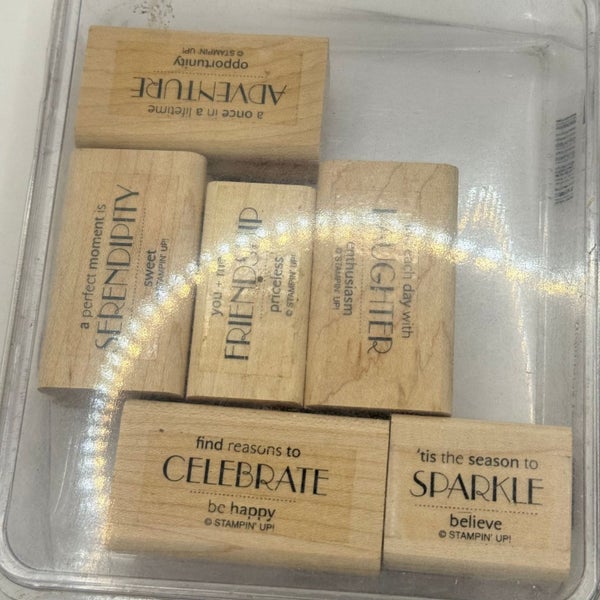 a once in a lifetime
ADVENTURE
opportunity
© STAMPIN' UP!
a perfect moment is
SERENDIPITY
sweet
STAMPIN' UP!
you +
FRIENDSHIP
priceless
© STAMPIN' UP!
each day with
LAUGHTER
enthusiasm
© STAMPIN' UP!
find reasons to
CELEBRATE
be happy
© STAMPIN' UP!
'tis the season to
SPARKLE
believe
© STAMPIN' UP!